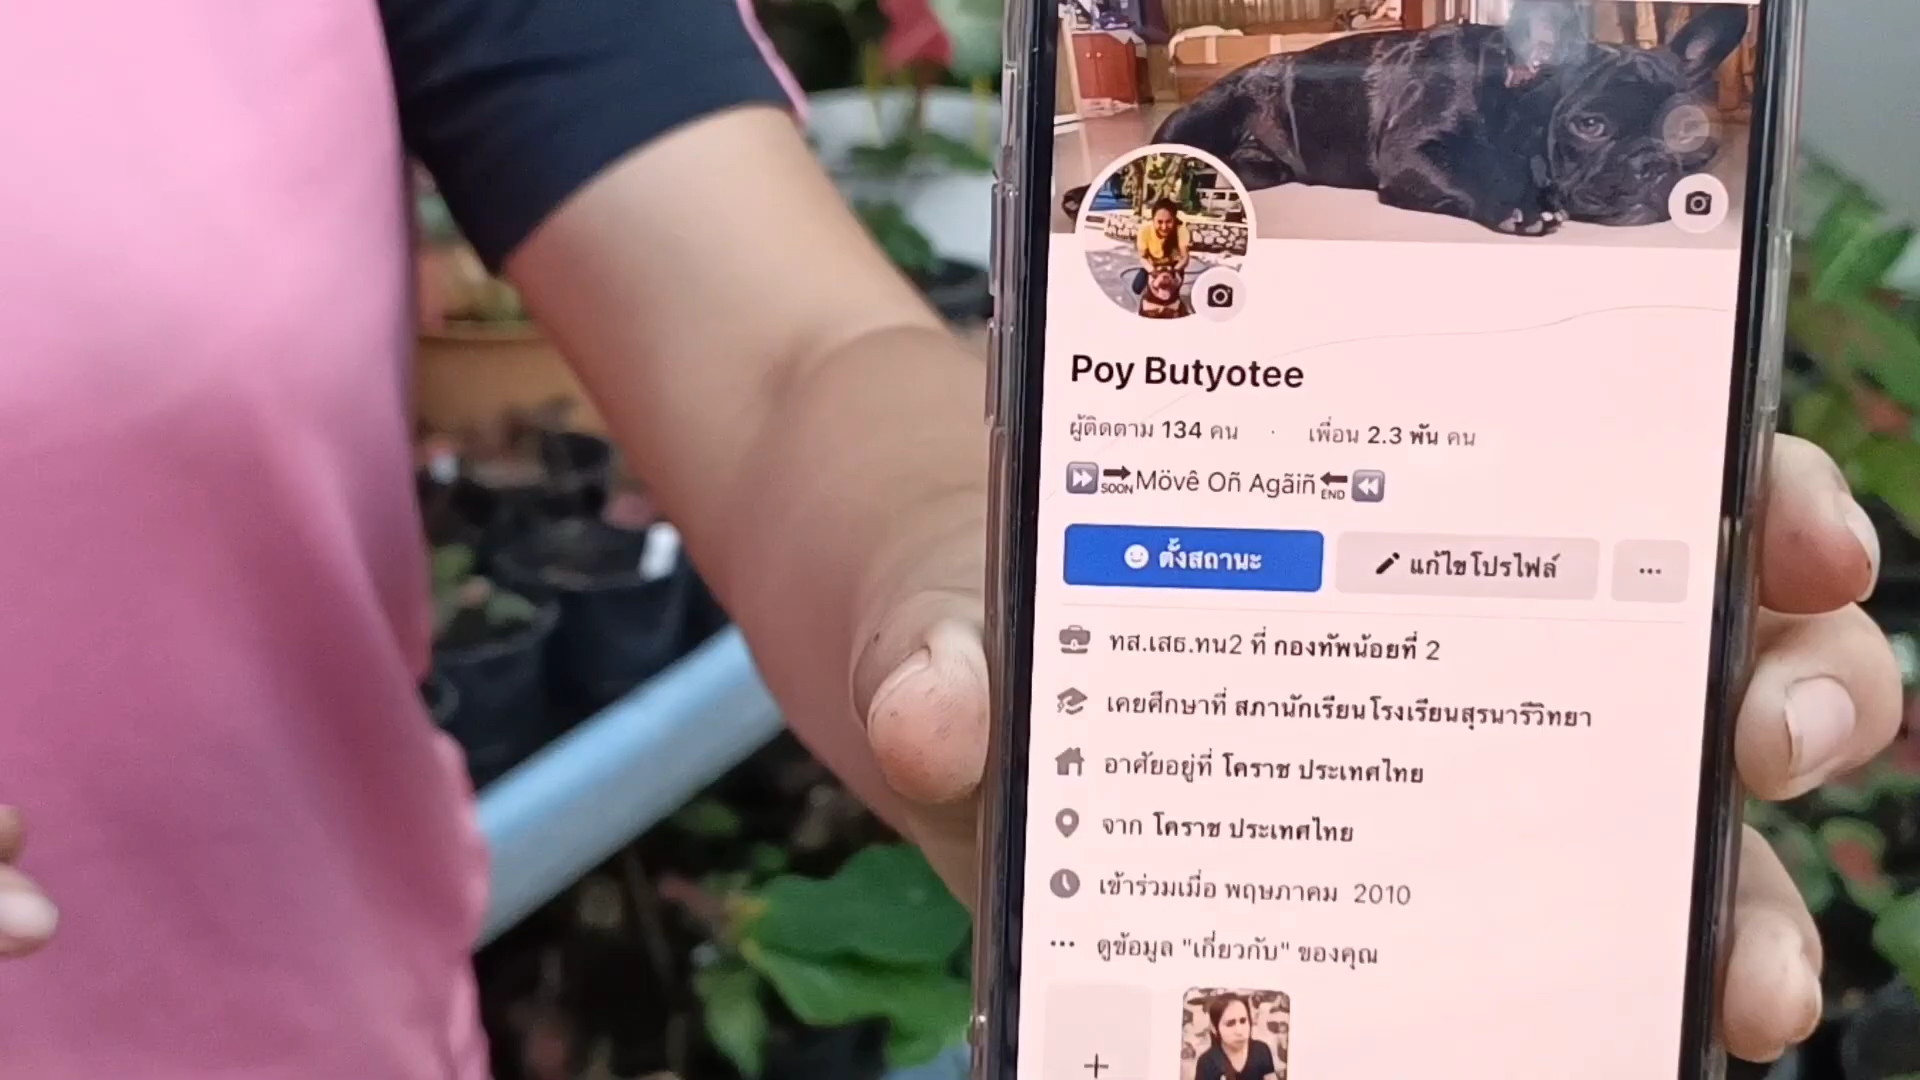 Poy Butyotee
ผู้ติดตาม 134 คน · เพื่อน 2.3 พัน คน
SOON Mövê Oñ Agãiñ END
ตั้งสถานะ
แก้ไขโปรไฟล์
ทส.เสธ.ทน2 ที่ กองทัพน้อยที่ 2
เคยศึกษาที่ สภานักเรียนโรงเรียนสุรนารีวิทยา
อาศัยอยู่ที่ โคราช ประเทศไทย
จาก โคราช ประเทศไทย
เข้าร่วมเมื่อ พฤษภาคม 2010
ดูข้อมูล "เกี่ยวกับ" ของคุณ